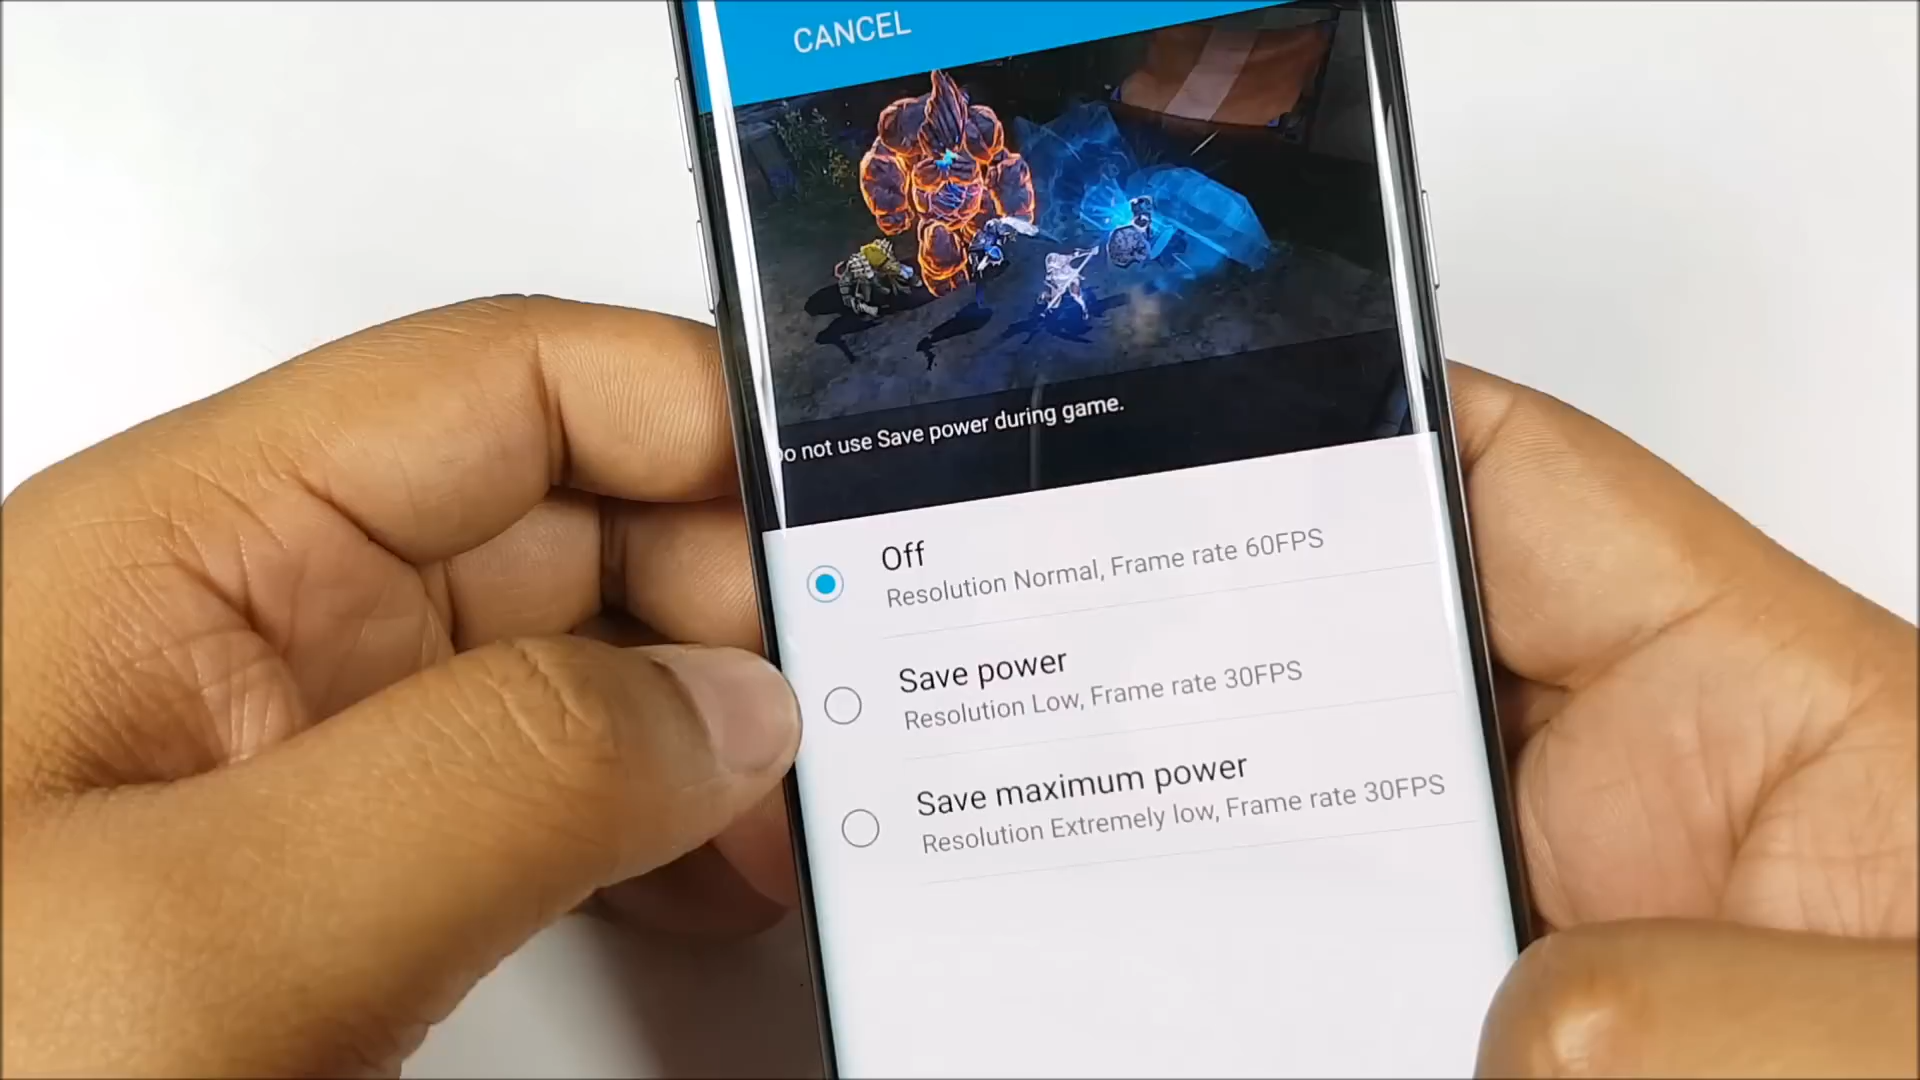 CANCEL
Do not use Save power during game.
Off
Resolution Normal, Frame rate 60FPS
Save power
Resolution Low, Frame rate 30FPS
Save maximum power
Resolution Extremely low, Frame rate 30FPS